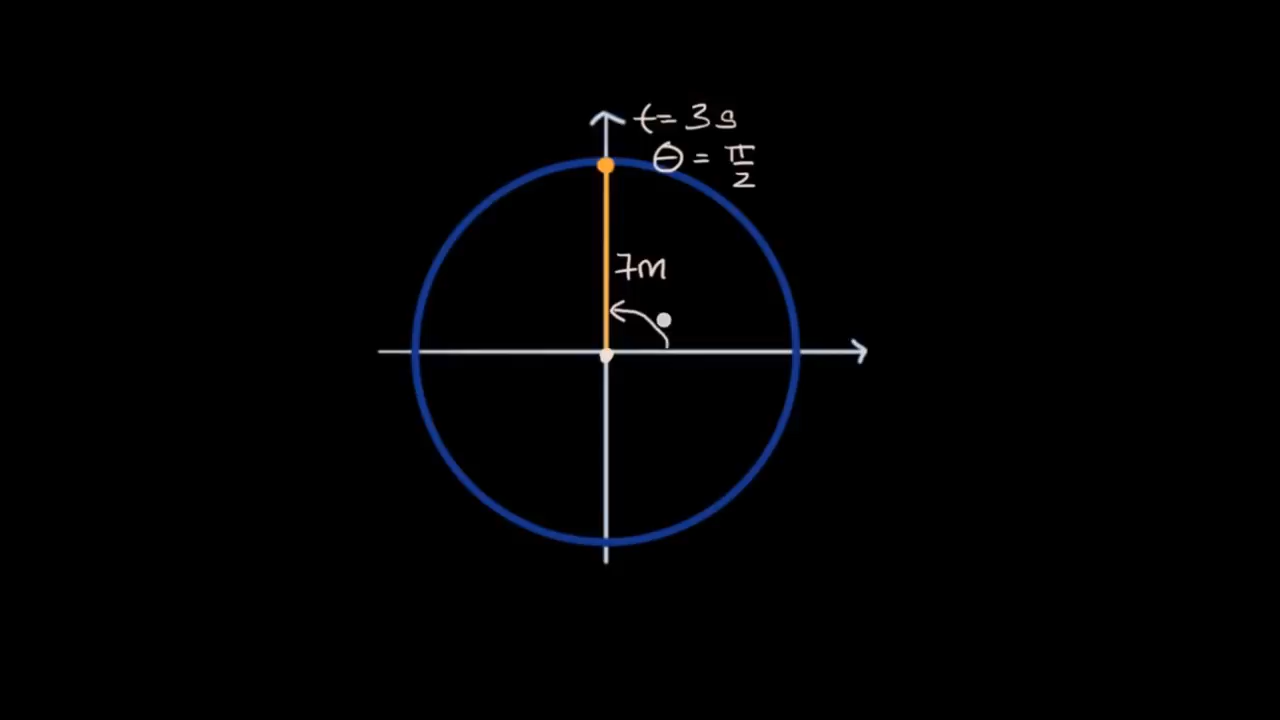 t = 3s
θ = π/2
7m